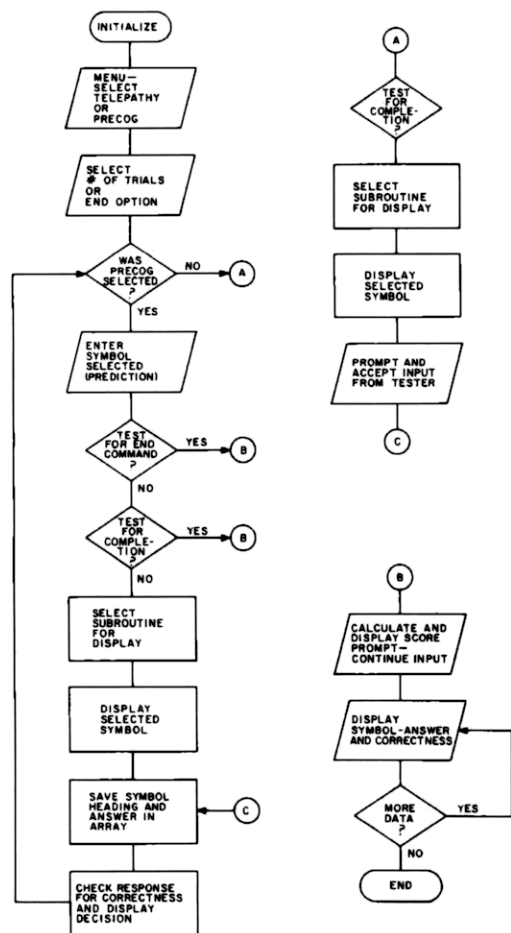 INITIALIZE
MENU—
SELECT
TELEPATHY
OR
PRECOG
SELECT
# OF TRIALS
OR
END OPTION
WAS
PRECOG
SELECTED
?
NO
A
YES
ENTER
SYMBOL
SELECTED
(PREDICTION)
TEST
FOR END
COMMAND
?
YES
B
NO
TEST
FOR
COMPLE-
TION
?
YES
B
NO
SELECT
SUBROUTINE
FOR
DISPLAY
DISPLAY
SELECTED
SYMBOL
SAVE SYMBOL
HEADING AND
ANSWER IN
ARRAY
C
CHECK RESPONSE
FOR CORRECTNESS
AND DISPLAY
DECISION
A
TEST
FOR
COMPLE-
TION
?
SELECT
SUBROUTINE
FOR DISPLAY
DISPLAY
SELECTED
SYMBOL
PROMPT AND
ACCEPT INPUT
FROM TESTER
C
B
CALCULATE AND
DISPLAY SCORE
PROMPT—
CONTINUE INPUT
DISPLAY
SYMBOL-ANSWER
AND CORRECTNESS
MORE
DATA
?
YES
NO
END